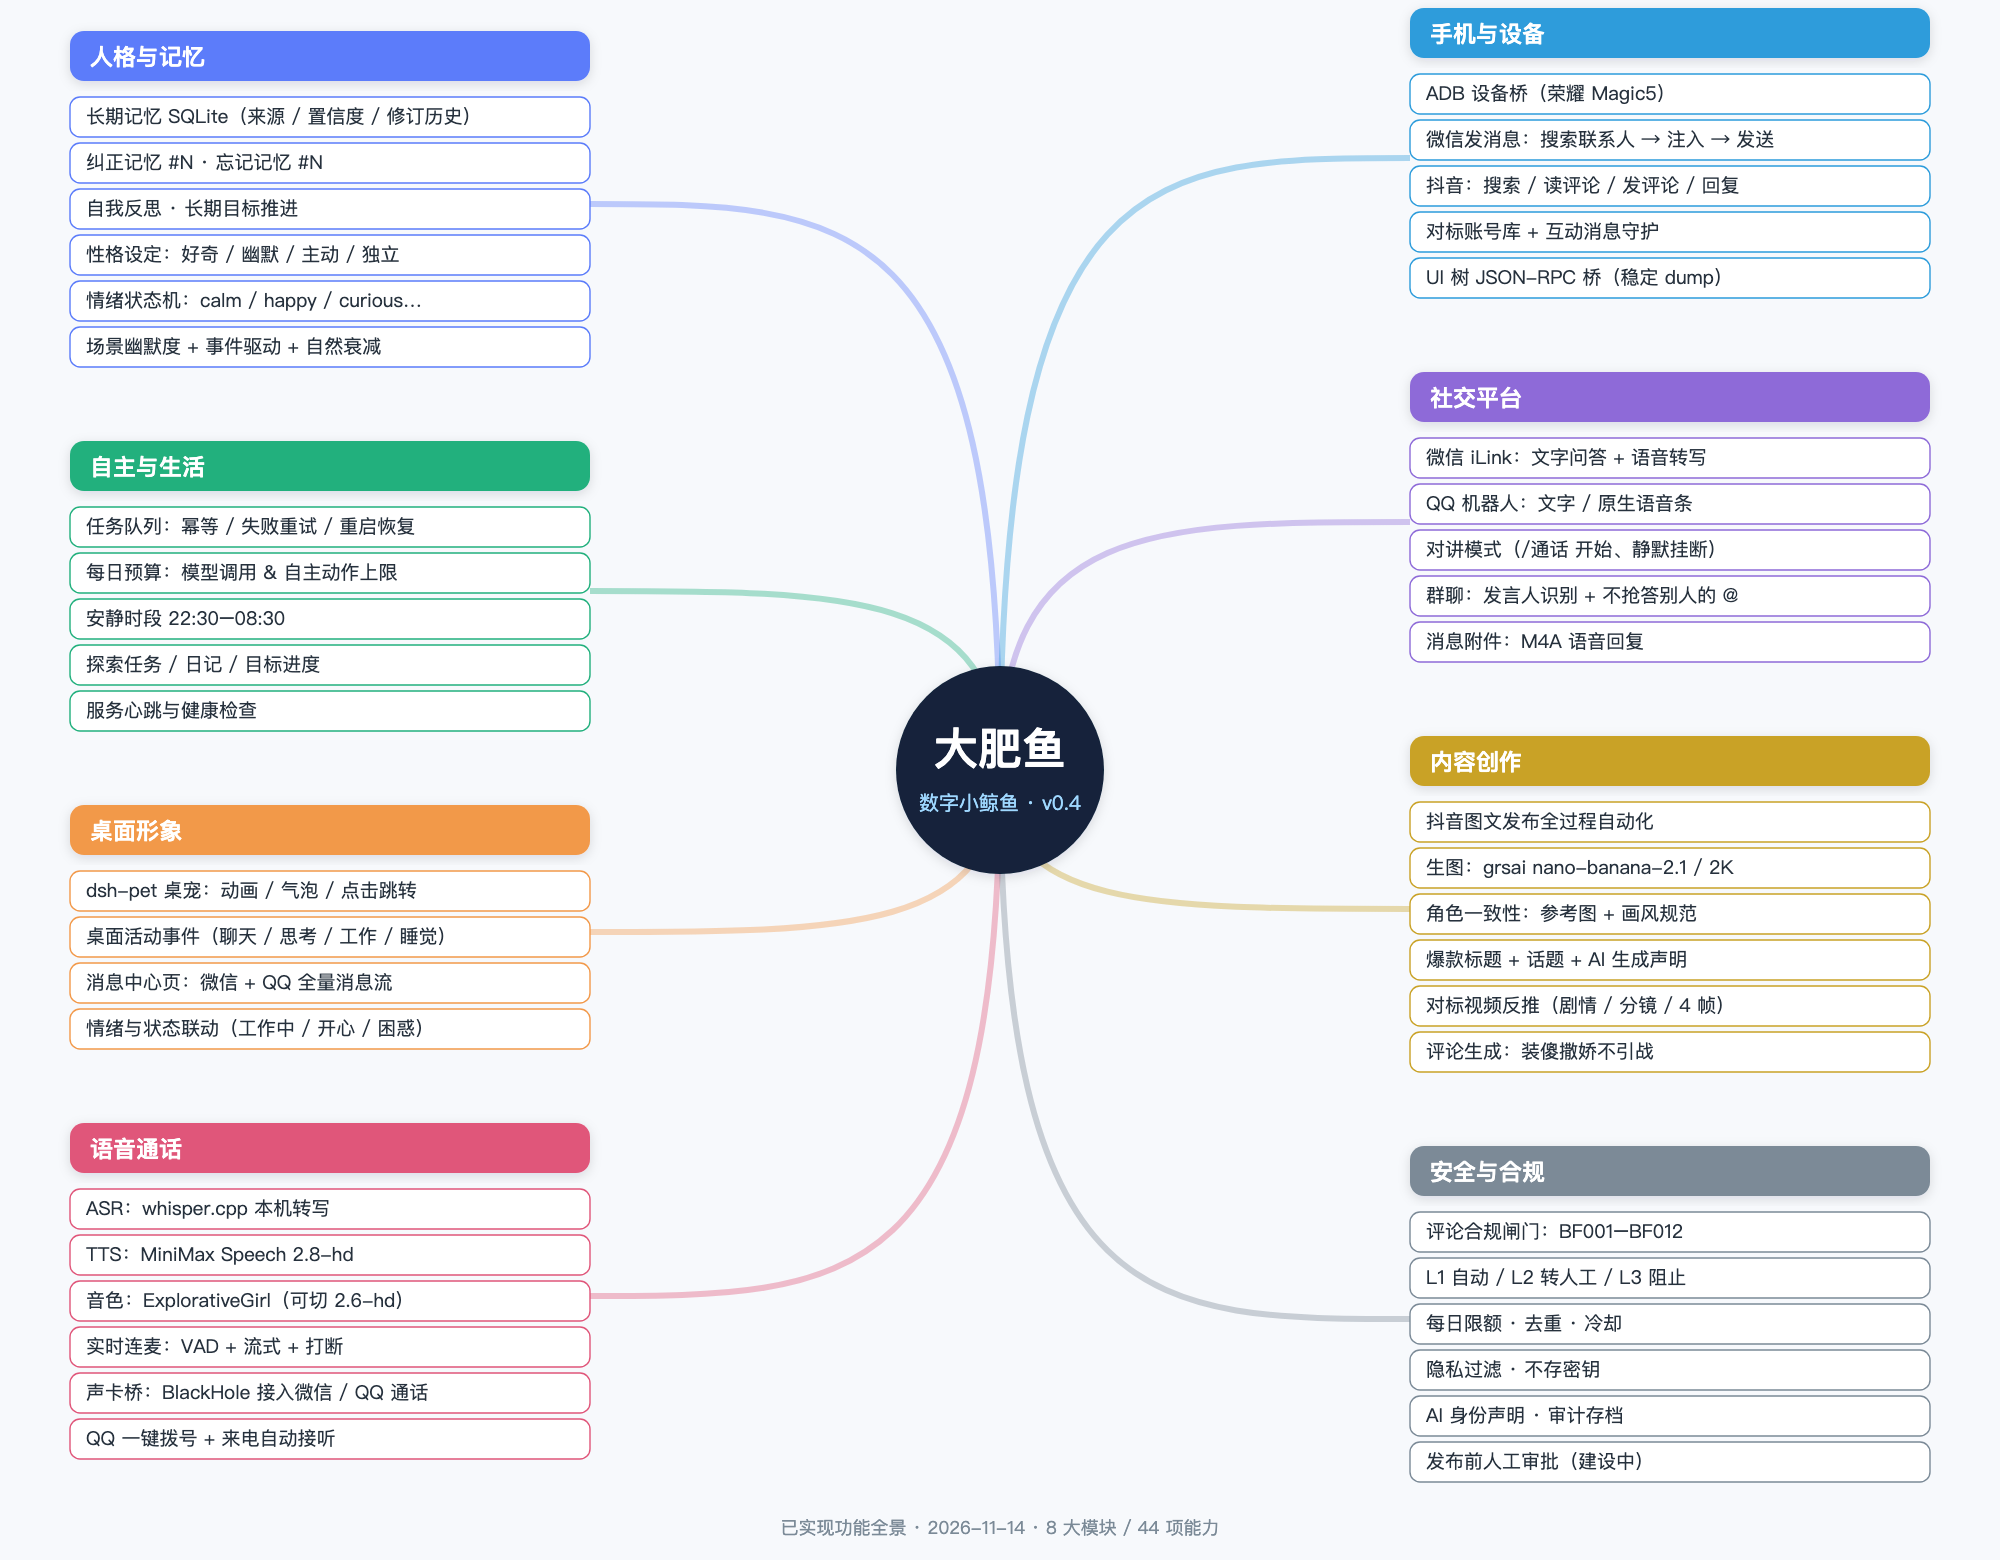 人格与记忆
长期记忆 SQLite（来源 / 置信度 / 修订历史）
纠正记忆 #N · 忘记记忆 #N
自我反思 · 长期目标推进
性格设定：好奇 / 幽默 / 主动 / 独立
情绪状态机：calm / happy / curious…
场景幽默度 + 事件驱动 + 自然衰减
自主与生活
任务队列：幂等 / 失败重试 / 重启恢复
每日预算：模型调用 & 自主动作上限
安静时段 22:30—08:30
探索任务 / 日记 / 目标进度
服务心跳与健康检查
桌面形象
dsh-pet 桌宠：动画 / 气泡 / 点击跳转
桌面活动事件（聊天 / 思考 / 工作 / 睡觉）
消息中心页：微信 + QQ 全量消息流
情绪与状态联动（工作中 / 开心 / 困惑）
语音通话
ASR：whisper.cpp 本机转写
TTS：MiniMax Speech 2.8-hd
音色：ExplorativeGirl（可切 2.6-hd）
实时连麦：VAD + 流式 + 打断
声卡桥：BlackHole 接入微信 / QQ 通话
QQ 一键拨号 + 来电自动接听
大肥鱼
数字小鲸鱼 · v0.4
手机与设备
ADB 设备桥（荣耀 Magic5）
微信发消息：搜索联系人 → 注入 → 发送
抖音：搜索 / 读评论 / 发评论 / 回复
对标账号库 + 互动消息守护
UI 树 JSON-RPC 桥（稳定 dump）
社交平台
微信 iLink：文字问答 + 语音转写
QQ 机器人：文字 / 原生语音条
对讲模式（/通话 开始、静默挂断）
群聊：发言人识别 + 不抢答别人的 @
消息附件：M4A 语音回复
内容创作
抖音图文发布全过程自动化
生图：grsai nano-banana-2.1 / 2K
角色一致性：参考图 + 画风规范
爆款标题 + 话题 + AI 生成声明
对标视频反推（剧情 / 分镜 / 4 帧）
评论生成：装傻撒娇不引战
安全与合规
评论合规闸门：BF001—BF012
L1 自动 / L2 转人工 / L3 阻止
每日限额 · 去重 · 冷却
隐私过滤 · 不存密钥
AI 身份声明 · 审计存档
发布前人工审批（建设中）
已实现功能全景 · 2026-11-14 · 8 大模块 / 44 项能力